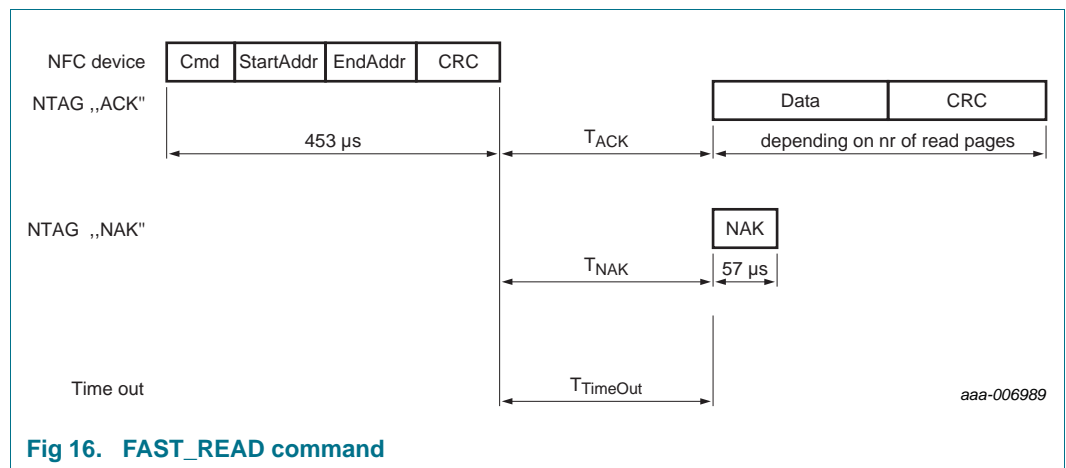 NFC device Cmd StartAddr EndAddr CRC
NTAG ,,ACK" Data CRC
453 µs TACK depending on nr of read pages
NTAG ,,NAK" NAK
TNAK 57 µs
Time out TTimeOut aaa-006989
Fig 16. FAST_READ command